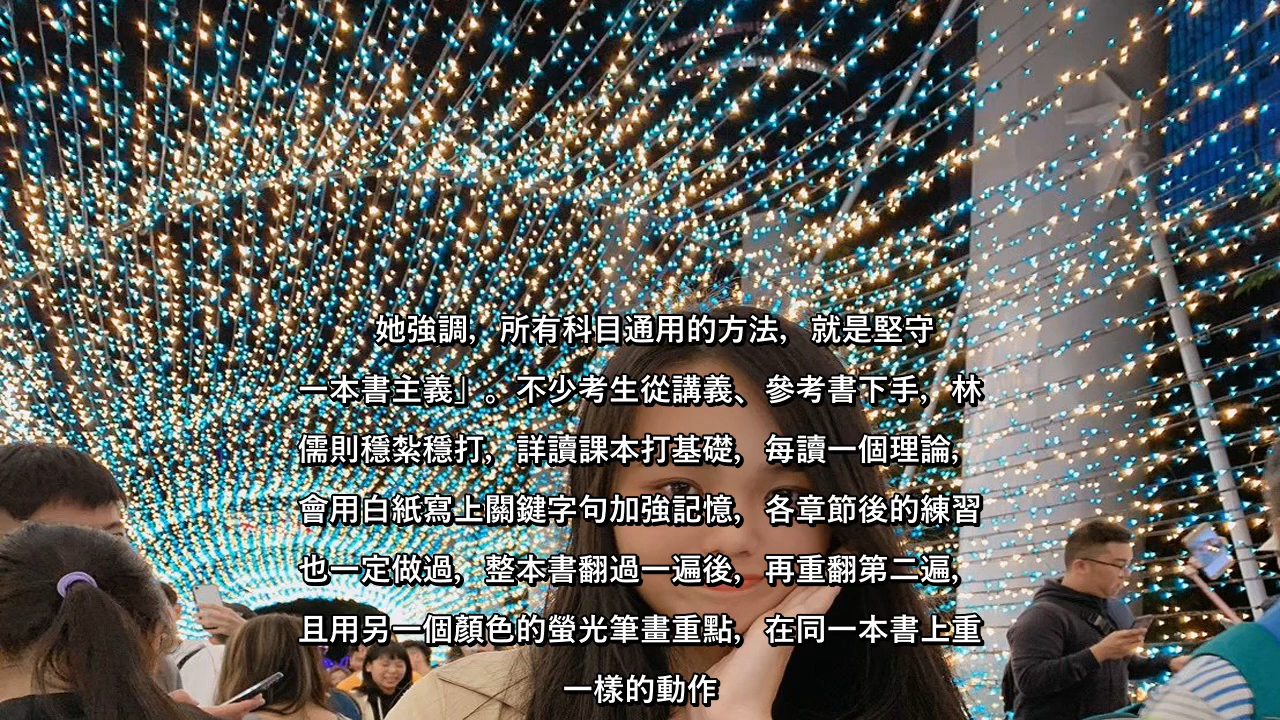 她強調，所有科目通用的方法，就是堅守
一本書主義」。不少考生從講義、參考書下手，林
儒則穩紮穩打，詳讀課本打基礎，每讀一個理論，
會用白紙寫上關鍵字句加強記憶，各章節後的練習
也一定做過，整本書翻過一遍後，再重翻第二遍，
且用另一個顏色的螢光筆畫重點，在同一本書上重
一樣的動作